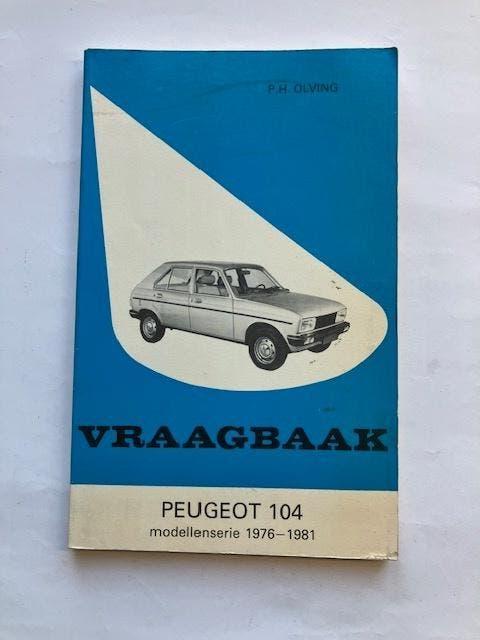 P.H. OLVING
VRAAGBAAK
PEUGEOT 104
modellenserie 1976–1981